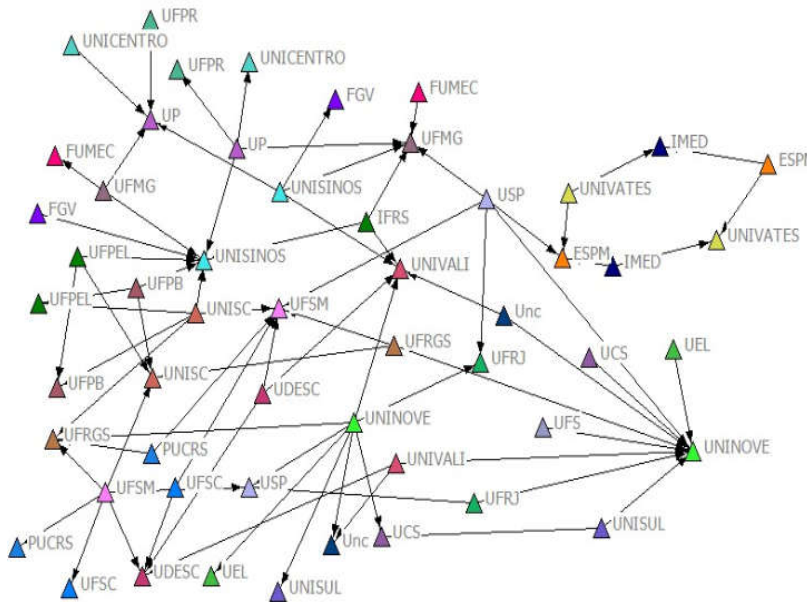 UFPR
UNICENTRO
UFPR
UNICENTRO
FGV
FUMEC
UP
UP
UFMG
FUMEC
IMED
ESPM
UFMG
UNISINOS
USP
UNIVATES
FGV
IFRS
UNIVATES
UFPEL
UNISINOS
UNIVALI
ESPM
IMED
UFPB
UFPEL
UNISC
UFSM
Unc
UFRGS
UCS
UEL
UFRJ
UFPB
UNISC
UDESC
UNINOVE
UFS
UFRGS
PUCRS
UNINOVE
UNIVALI
UFSM
UFSC
USP
UFRJ
UNISUL
PUCRS
Unc
UCS
UFSC
UDESC
UEL
UNISUL